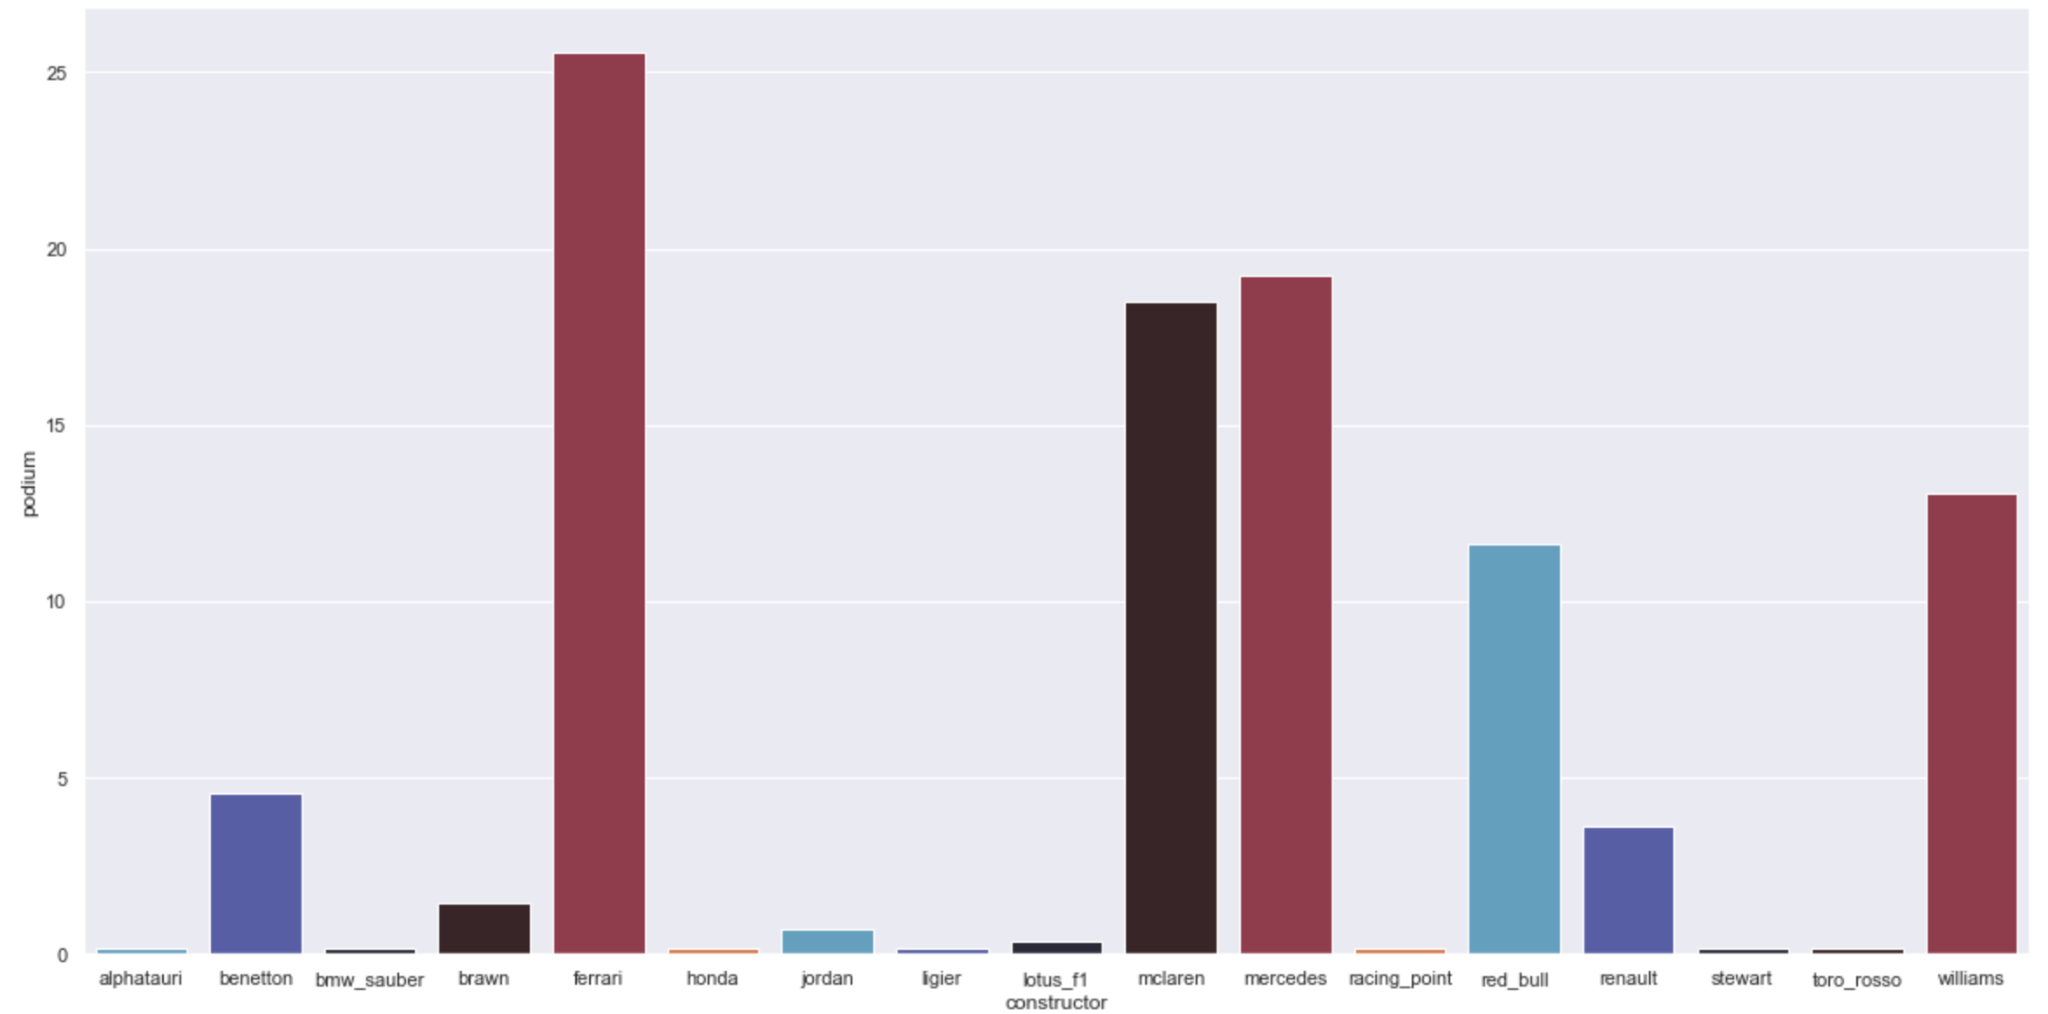 25
20
15
10
5
0
podium
alphatauri benetton bmw_sauber brawn ferrari honda jordan ligier lotus_f1 mclaren mercedes racing_point red_bull renault stewart toro_rosso williams
constructor